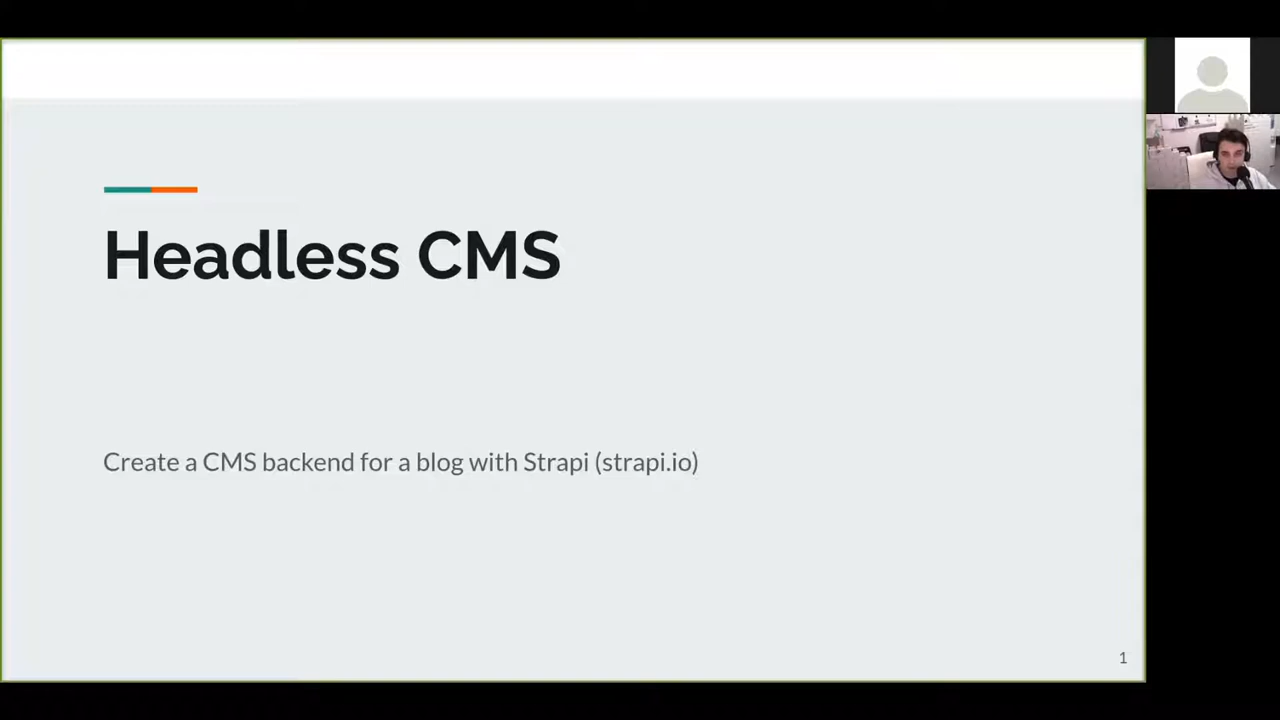 Headless CMS
Create a CMS backend for a blog with Strapi (strapi.io)
1